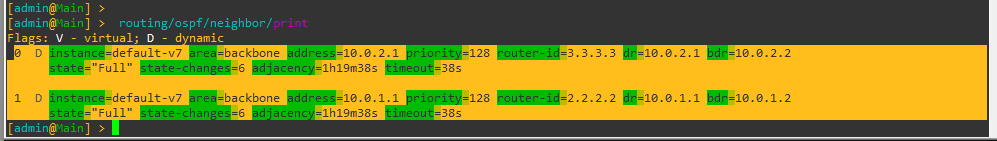 [admin@Main] >
[admin@Main] >  routing/ospf/neighbor/print
Flags: V - virtual; D - dynamic
 0  D instance=default-v7 area=backbone address=10.0.2.1 priority=128 router-id=3.3.3.3 dr=10.0.2.1 bdr=10.0.2.2
      state="Full" state-changes=6 adjacency=1h19m38s timeout=38s
 1  D instance=default-v7 area=backbone address=10.0.1.1 priority=128 router-id=2.2.2.2 dr=10.0.1.1 bdr=10.0.1.2
      state="Full" state-changes=6 adjacency=1h19m38s timeout=38s
[admin@Main] >